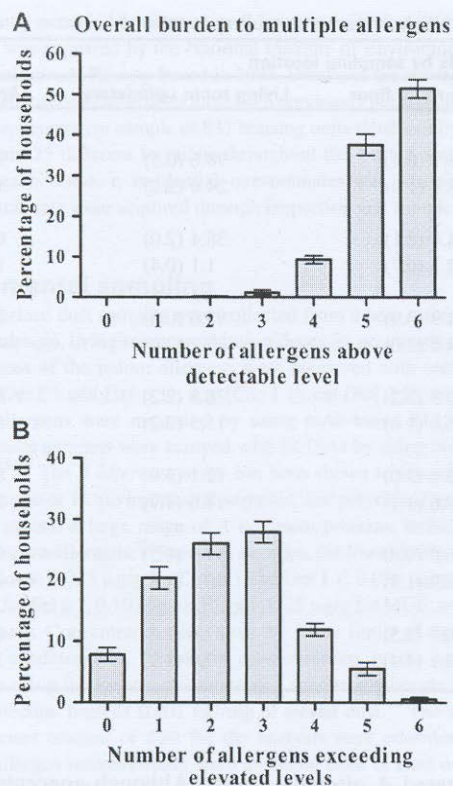 A Overall burden to multiple allergens
Percentage of households
60
50
40
30
20
10
0
0 1 2 3 4 5 6
Number of allergens above
detectable level
B
Percentage of households
40
30
20
10
0
0 1 2 3 4 5 6
Number of allergens exceeding
elevated levels